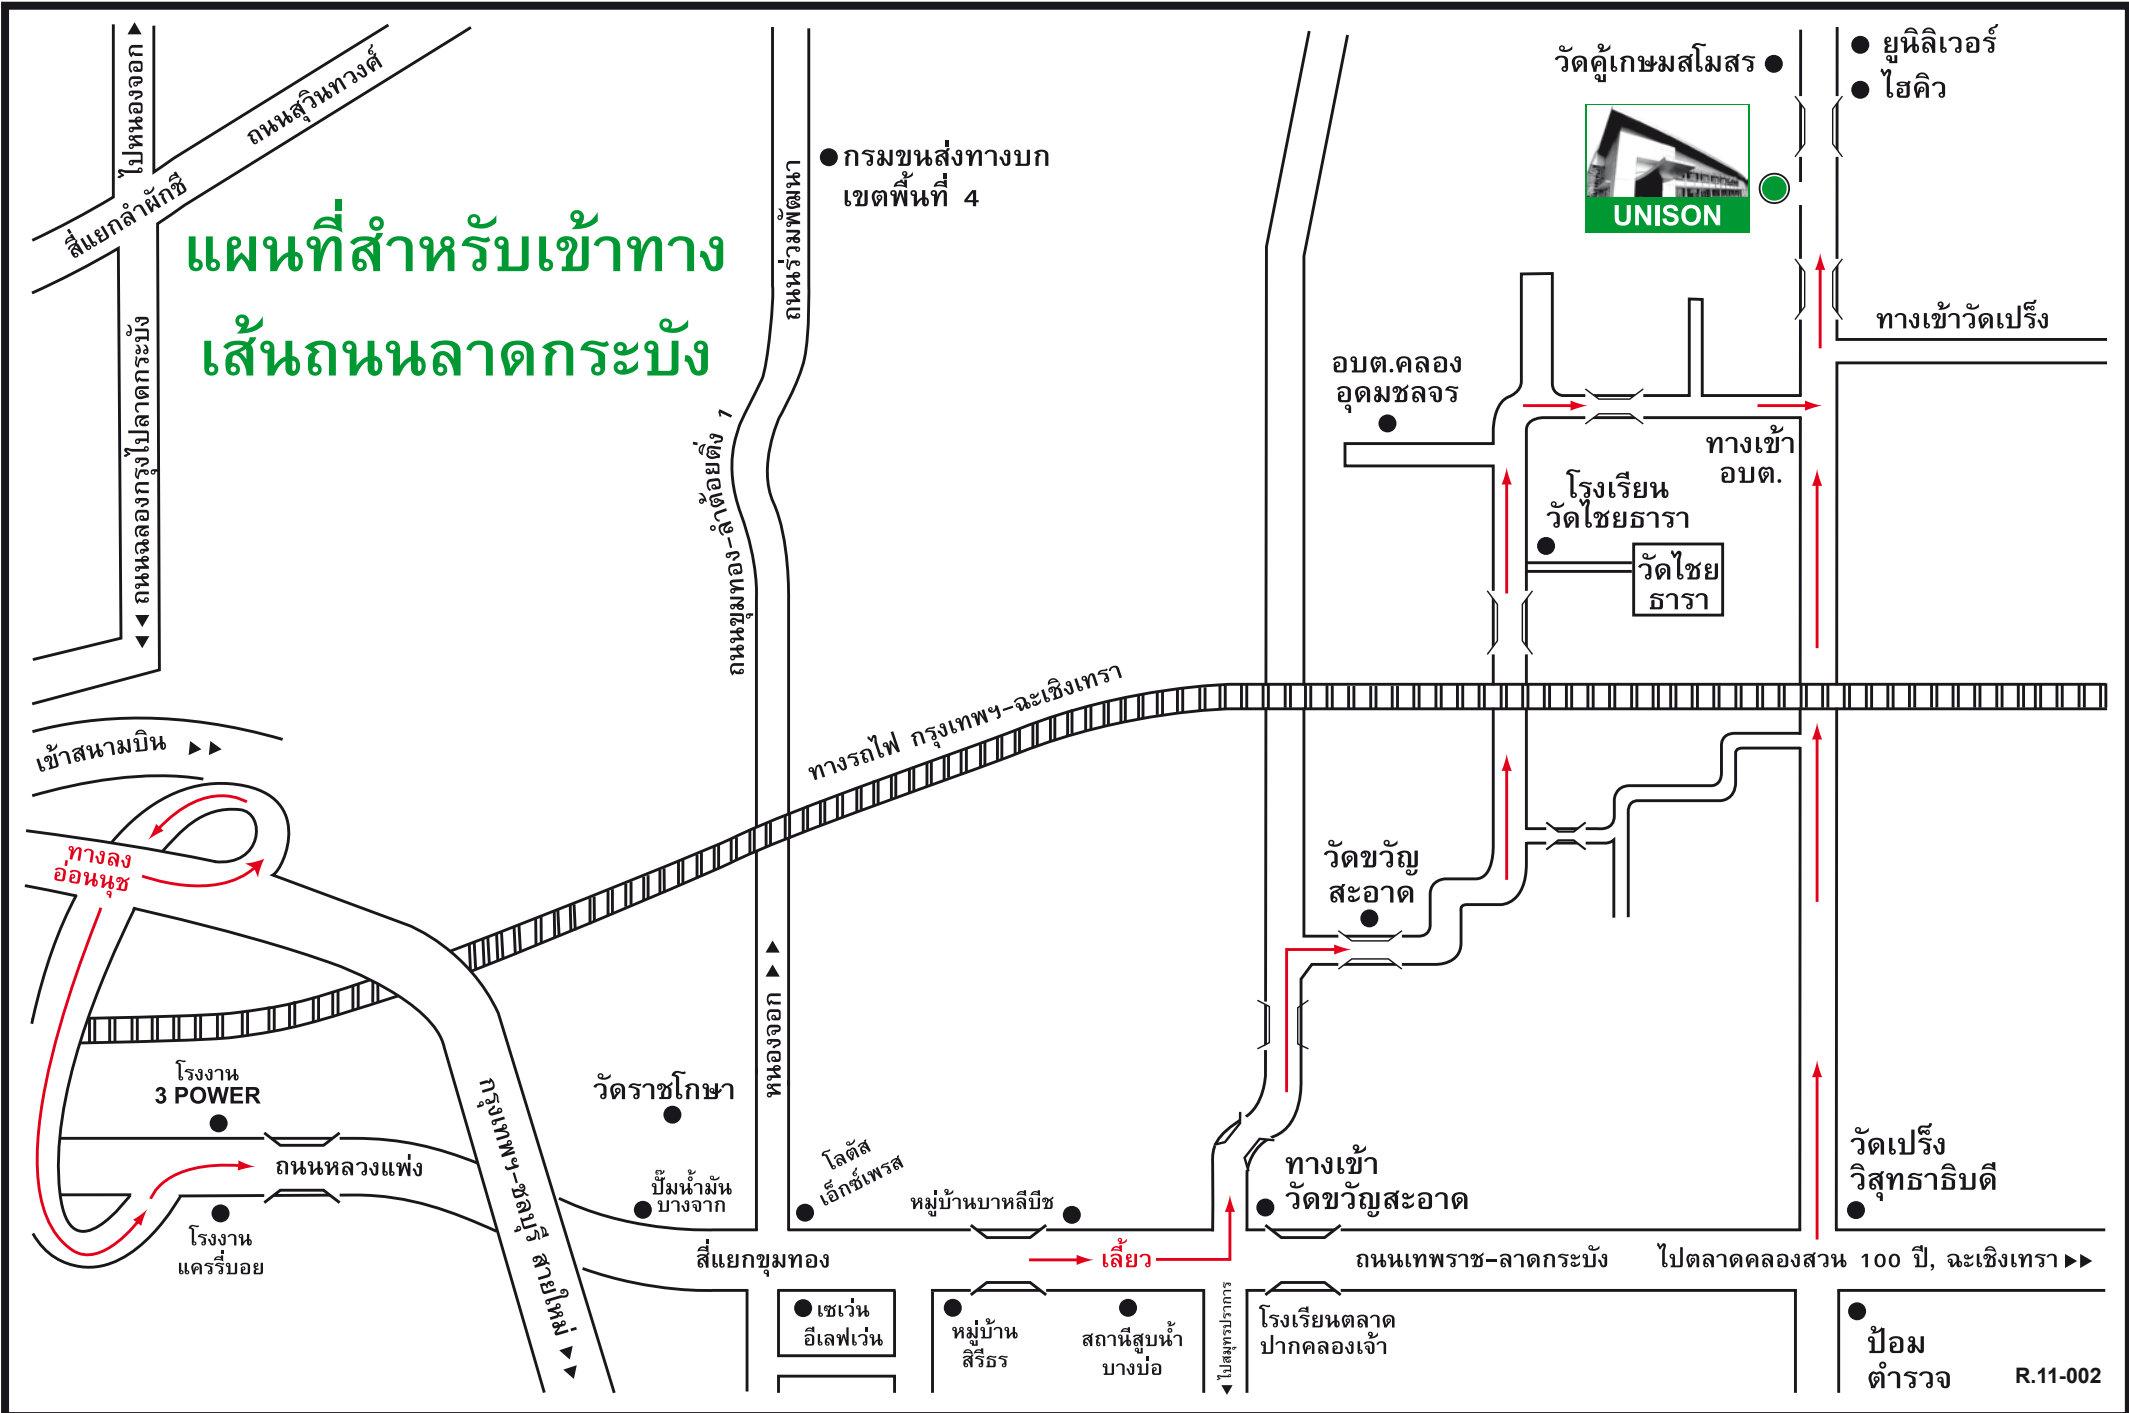 ไปหนองจอก
ถนนสุวินทวงศ์
สี่แยกลำผักชี
แผนที่สำหรับเข้าทาง
เส้นถนนลาดกระบัง
ถนนฉลองกรุงไปลาดกระบัง
ถนนร่วมพัฒนา
กรมขนส่งทางบก
เขตพื้นที่ 4
วัดคู้เกษมสโมสร
ยูนิลิเวอร์
ไฮคิว
UNISON
ทางเข้าวัดเปร็ง
อบต.คลอง
อุดมชลจร
ทางเข้า
อบต.
โรงเรียน
วัดไชยธารา
วัดไชย
ธารา
ถนนขุมทอง-ลำต้อยติ่ง 1
ทางรถไฟ กรุงเทพฯ-ฉะเชิงเทรา
เข้าสนามบิน
ทางลง
อ่อนนุช
วัดขวัญ
สะอาด
หนองจอก
โรงงาน
3 POWER
ถนนหลวงแพ่ง
โรงงาน
แครรี่บอย
กรุงเทพฯ-ชลบุรี สายใหม่
วัดราชโกษา
ปั๊มน้ำมัน
บางจาก
โลตัส
เอ็กซ์เพรส
หมู่บ้านบาหลีบีช
ทางเข้า
วัดขวัญสะอาด
วัดเปร็ง
วิสุทธาธิบดี
สี่แยกขุมทอง
เลี้ยว
ถนนเทพราช-ลาดกระบัง
ไปตลาดคลองสวน 100 ปี, ฉะเชิงเทรา
เซเว่น
อีเลฟเว่น
หมู่บ้าน
สิรีธร
สถานีสูบน้ำ
บางบ่อ
ไปสมุทรปราการ
โรงเรียนตลาด
ปากคลองเจ้า
ป้อม
ตำรวจ
R.11-002